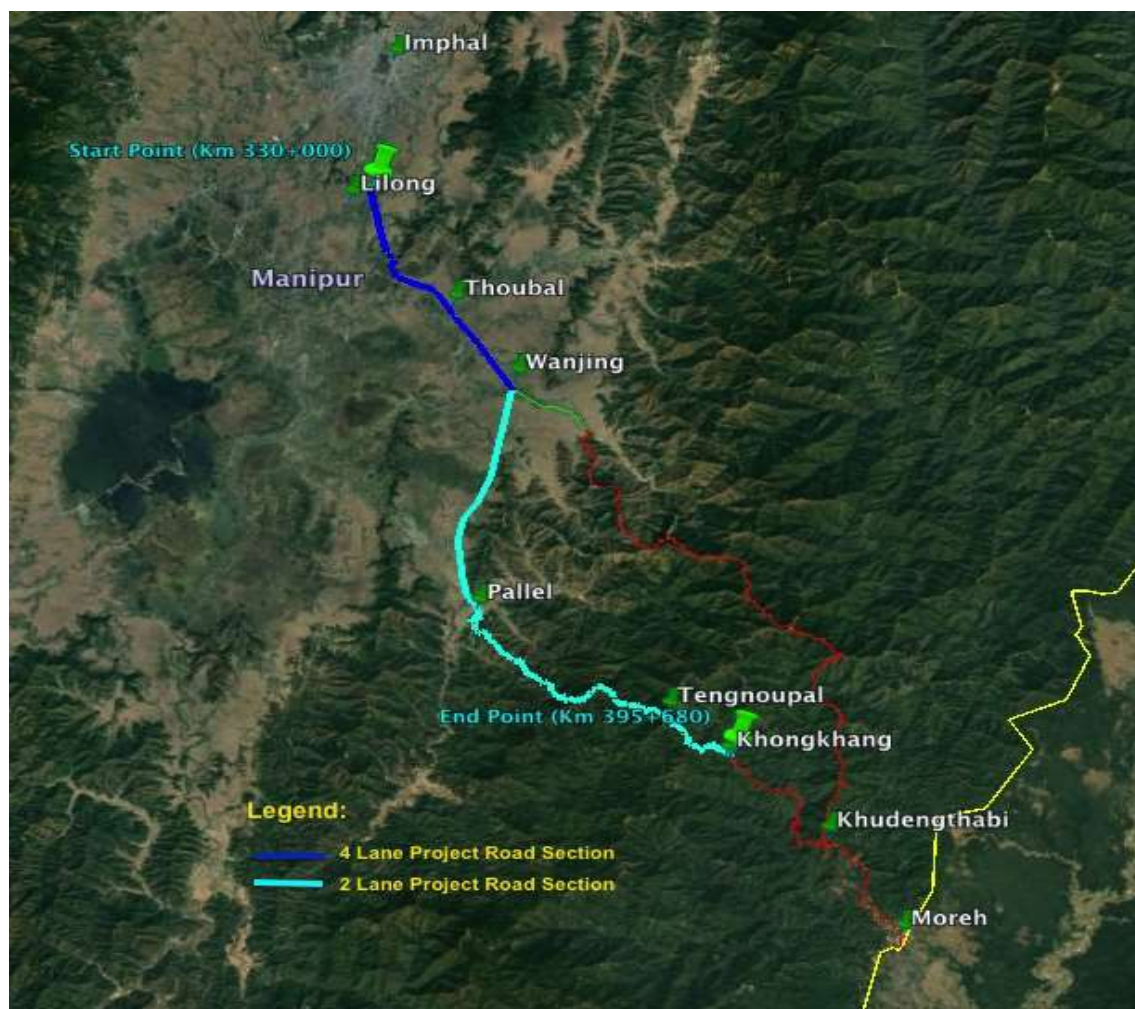 Imphal
Start Point (Km 330+000)
Lilong
Manipur
Thoubal
Wanjing
Pallel
Tengnoupal
End Point (Km 395+680)
Khongkhang
Legend:
Khudengthabi
4 Lane Project Road Section
2 Lane Project Road Section
Moreh